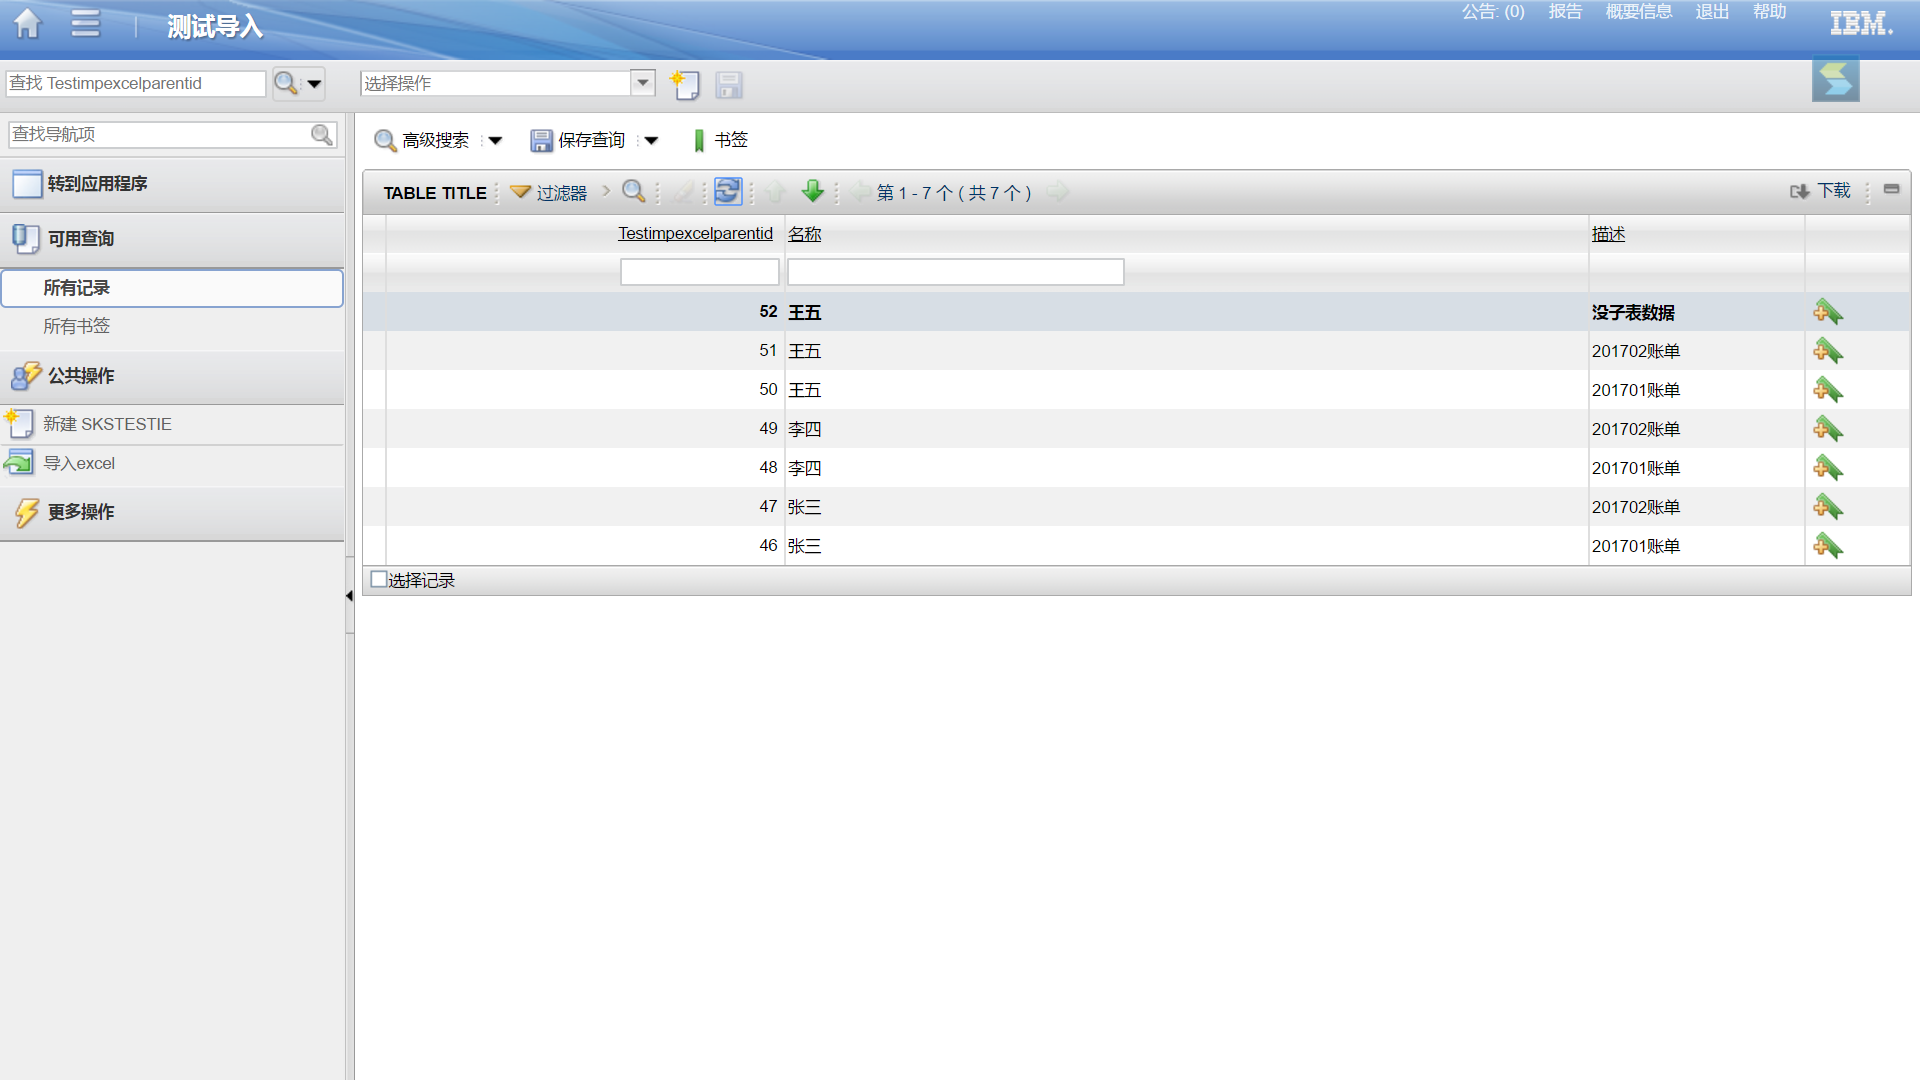 测试导入
公告: (0) 报告 概要信息 退出 帮助
IBM.
查找 Testimpexcelparentid
选择操作
查找导航项
转到应用程序
可用查询
所有记录
所有书签
公共操作
新建 SKSTESTIE
导入excel
更多操作
高级搜索 保存查询 书签
TABLE TITLE 过滤器 第 1 - 7 个 ( 共 7 个 ) 下载
Testimpexcelparentid 名称 描述
52 王五 没子表数据
51 王五 201702账单
50 王五 201701账单
49 李四 201702账单
48 李四 201701账单
47 张三 201702账单
46 张三 201701账单
选择记录